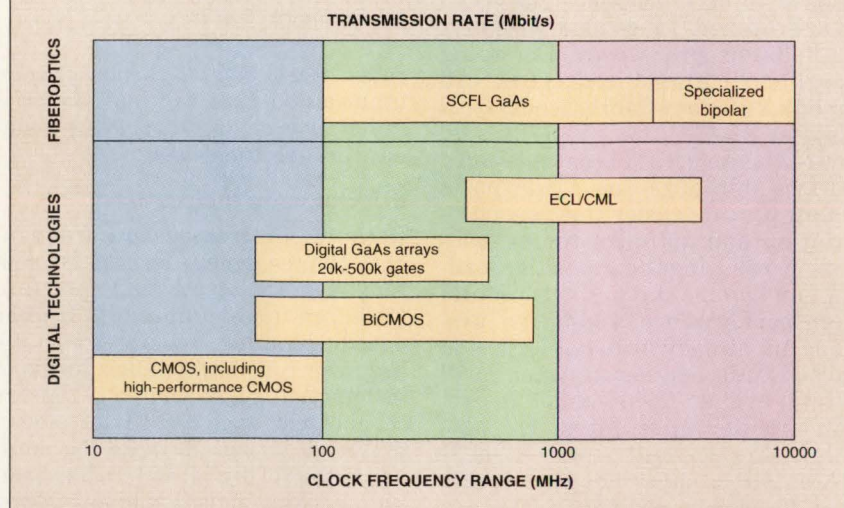 TRANSMISSION RATE (Mbit/s)
FIBEROPTICS
SCFL GaAs
Specialized
bipolar
DIGITAL TECHNOLOGIES
ECL/CML
Digital GaAs arrays
20k-500k gates
BiCMOS
CMOS, including
high-performance CMOS
10
100
1000
10000
CLOCK FREQUENCY RANGE (MHz)